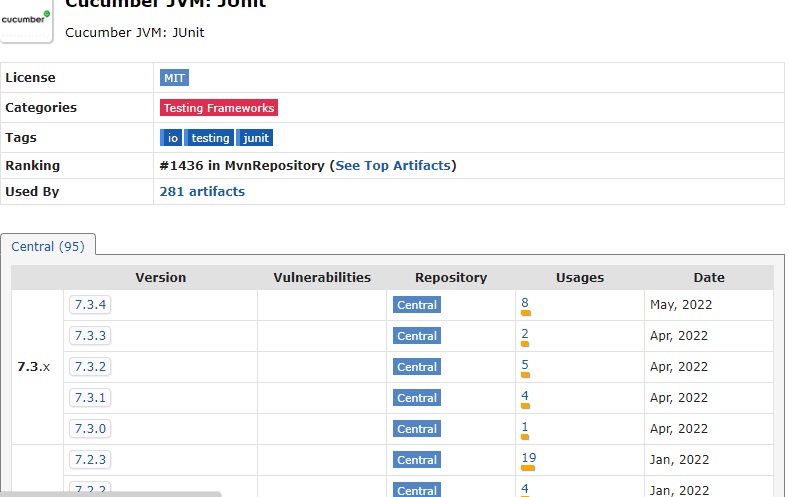 cucumber
Cucumber JVM: JUnit
Cucumber JVM: JUnit
License MIT
Categories Testing Frameworks
Tags io testing junit
Ranking #1436 in MvnRepository (See Top Artifacts)
Used By 281 artifacts
Central (95)
Version Vulnerabilities Repository Usages Date
7.3.4 Central 8 May, 2022
7.3.3 Central 2 Apr, 2022
7.3.x 7.3.2 Central 5 Apr, 2022
7.3.1 Central 4 Apr, 2022
7.3.0 Central 1 Apr, 2022
7.2.3 Central 19 Jan, 2022
7.2.2 Central 4 Jan, 2022